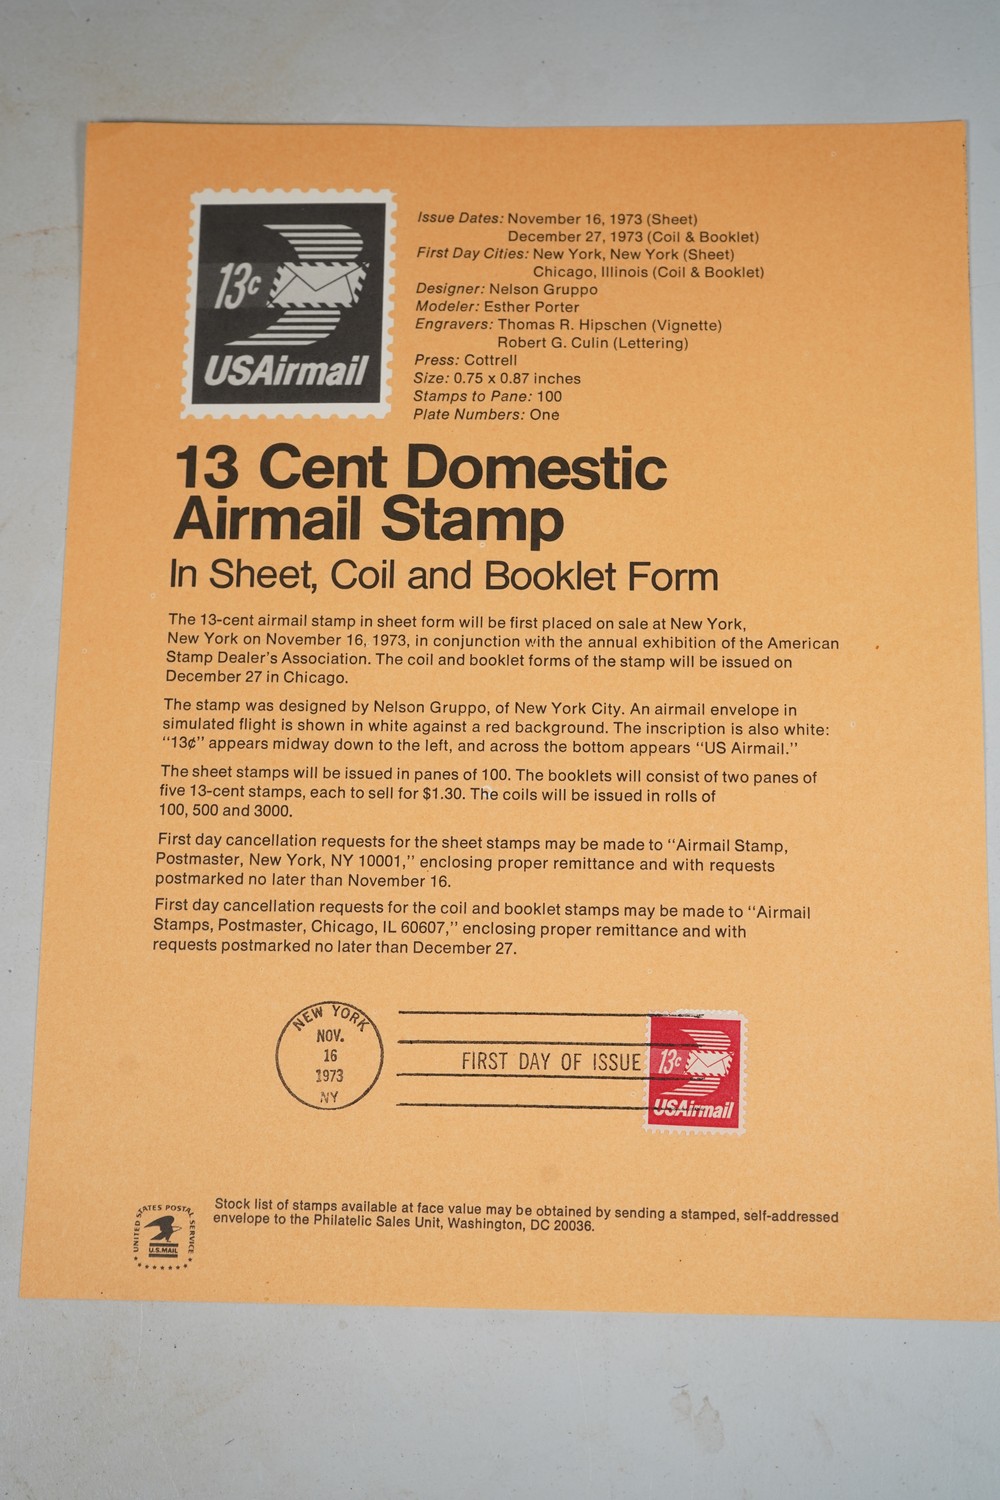 13c
USAirmail
Issue Dates: November 16, 1973 (Sheet)
December 27, 1973 (Coil & Booklet)
First Day Cities: New York, New York (Sheet)
Chicago, Illinois (Coil & Booklet)
Designer: Nelson Gruppo
Modeler: Esther Porter
Engravers: Thomas R. Hipschen (Vignette)
Robert G. Culin (Lettering)
Press: Cottrell
Size: 0.75 x 0.87 inches
Stamps to Pane: 100
Plate Numbers: One
13 Cent Domestic
Airmail Stamp
In Sheet, Coil and Booklet Form
The 13-cent airmail stamp in sheet form will be first placed on sale at New York,
New York on November 16, 1973, in conjunction with the annual exhibition of the American
Stamp Dealer's Association. The coil and booklet forms of the stamp will be issued on
December 27 in Chicago.
The stamp was designed by Nelson Gruppo, of New York City. An airmail envelope in
simulated flight is shown in white against a red background. The inscription is also white:
"13¢" appears midway down to the left, and across the bottom appears "US Airmail."
The sheet stamps will be issued in panes of 100. The booklets will consist of two panes of
five 13-cent stamps, each to sell for $1.30. The coils will be issued in rolls of
100, 500 and 3000.
First day cancellation requests for the sheet stamps may be made to "Airmail Stamp,
Postmaster, New York, NY 10001," enclosing proper remittance and with requests
postmarked no later than November 16.
First day cancellation requests for the coil and booklet stamps may be made to "Airmail
Stamps, Postmaster, Chicago, IL 60607," enclosing proper remittance and with
requests postmarked no later than December 27.
NEW YORK
NOV.
16
1973
NY
FIRST DAY OF ISSUE
13c
USAirmail
UNITED STATES POSTAL SERVICE
U.S.MAIL
Stock list of stamps available at face value may be obtained by sending a stamped, self-addressed
envelope to the Philatelic Sales Unit, Washington, DC 20036.